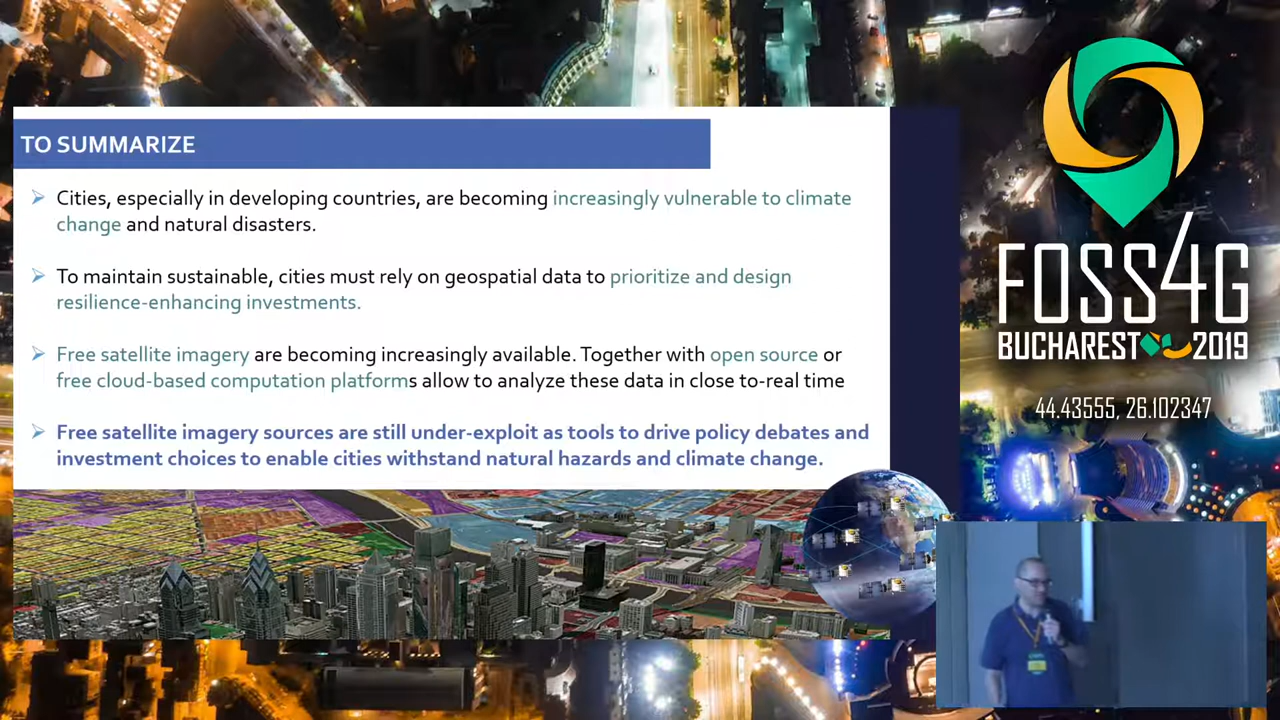 TO SUMMARIZE
Cities, especially in developing countries, are becoming increasingly vulnerable to climate
change and natural disasters.
To maintain sustainable, cities must rely on geospatial data to prioritize and design
resilience-enhancing investments.
Free satellite imagery are becoming increasingly available. Together with open source or
free cloud-based computation platforms allow to analyze these data in close to-real time
Free satellite imagery sources are still under-exploit as tools to drive policy debates and
investment choices to enable cities withstand natural hazards and climate change.
FOSS4G
BUCHAREST 2019
44.43555, 26.102347